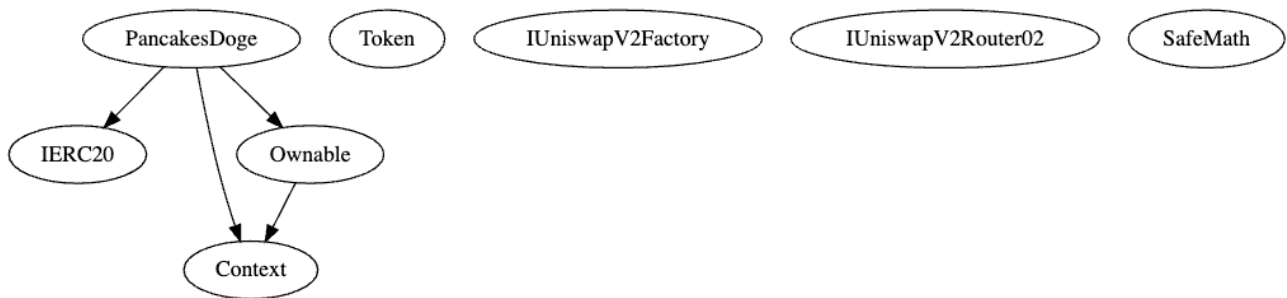 PancakesDoge
Token
IUniswapV2Factory
IUniswapV2Router02
SafeMath
IERC20
Ownable
Context